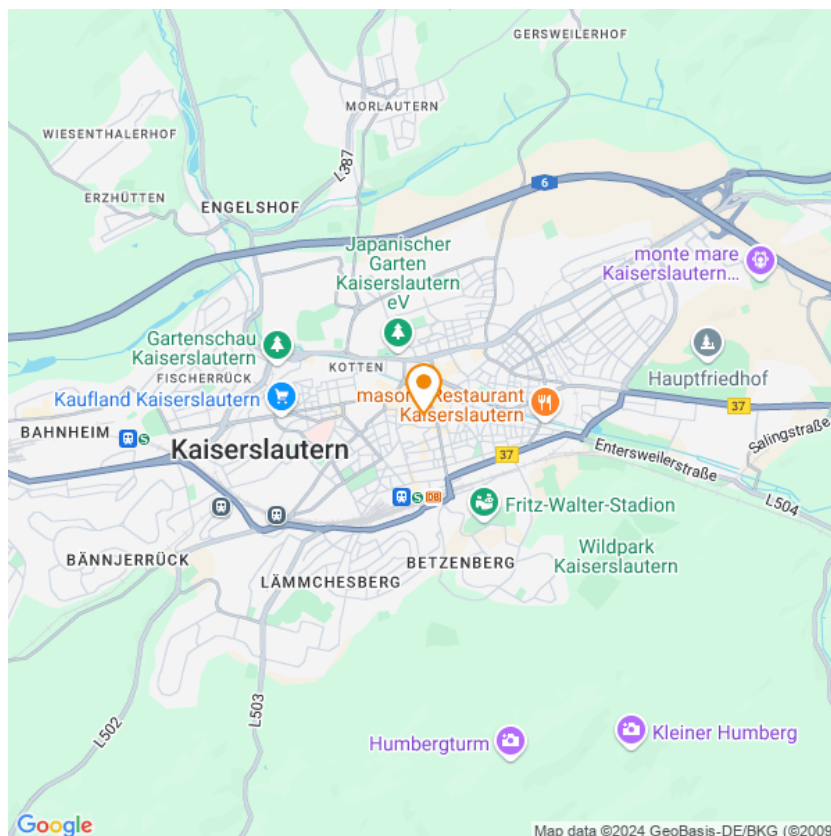 GERSWEILERHOF
MORLAUTERN
WIESENTHALERHOF
L387
6
ERZHÜTTEN
ENGELSHOF
Japanischer
Garten
Kaiserslautern
eV
monte mare
Kaiserslautern...
Gartenschau
Kaiserslautern
KOTTEN
FISCHERRÜCK
Hauptfriedhof
Kaufland Kaiserslautern
Restaurant
Kaiserslautern
37
BAHNHEIM
S
Kaiserslautern
Salingstraße
Entersweilerstraße
37
S DB
L504
Fritz-Walter-Stadion
Wildpark
Kaiserslautern
BÄNNJERRÜCK
BETZENBERG
LÄMMCHESBERG
L502
L503
Humbergturm
Kleiner Humberg
Google
Map data ©2024 GeoBasis-DE/BKG (©2009